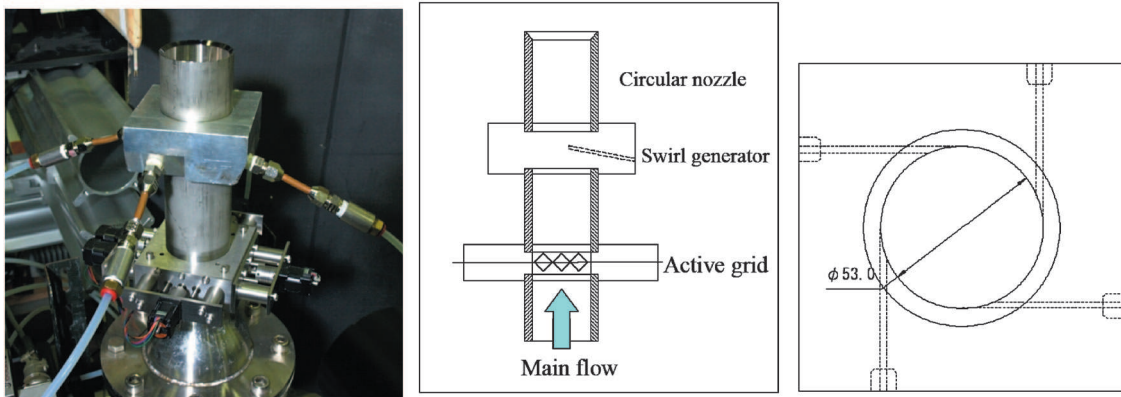 Circular nozzle
Swirl generator
Active grid
Main flow
φ53.0